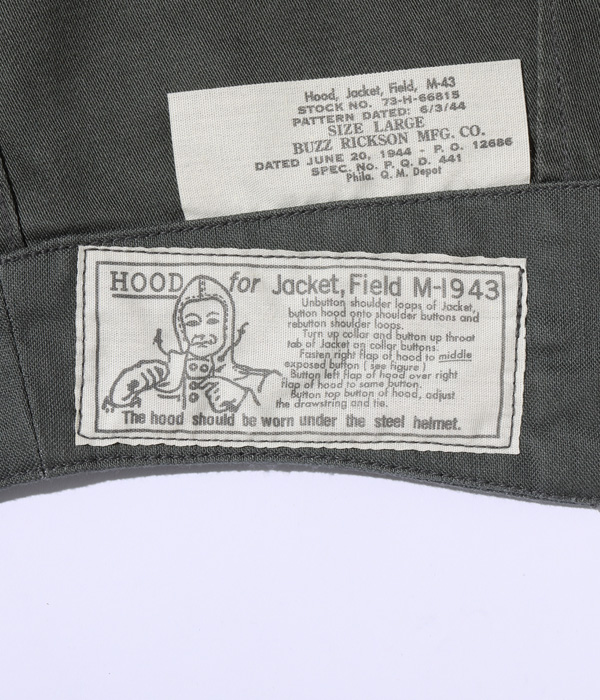 Hood, Jacket, Field, M-43
STOCK NO. 73-H-66815
PATTERN DATED: 6/3/44
SIZE LARGE
BUZZ RICKSON MFG. CO.
DATED JUNE 20, 1944 - P. O. 12686
SPEC. No. P. Q. D. 441
Phila. Q. M. Depot
HOOD for Jacket, Field M-1943
Unbutton shoulder loops of Jacket,
button hood onto shoulder buttons and
rebutton shoulder loops.
Turn up collar and button up throat
tab of Jacket on collar buttons.
Fasten right flap of hood to middle
exposed button (see figure)
Button left flap of hood over right
flap of hood to same button.
Button top button of hood, adjust
the drawstring and tie.
The hood should be worn under the steel helmet.